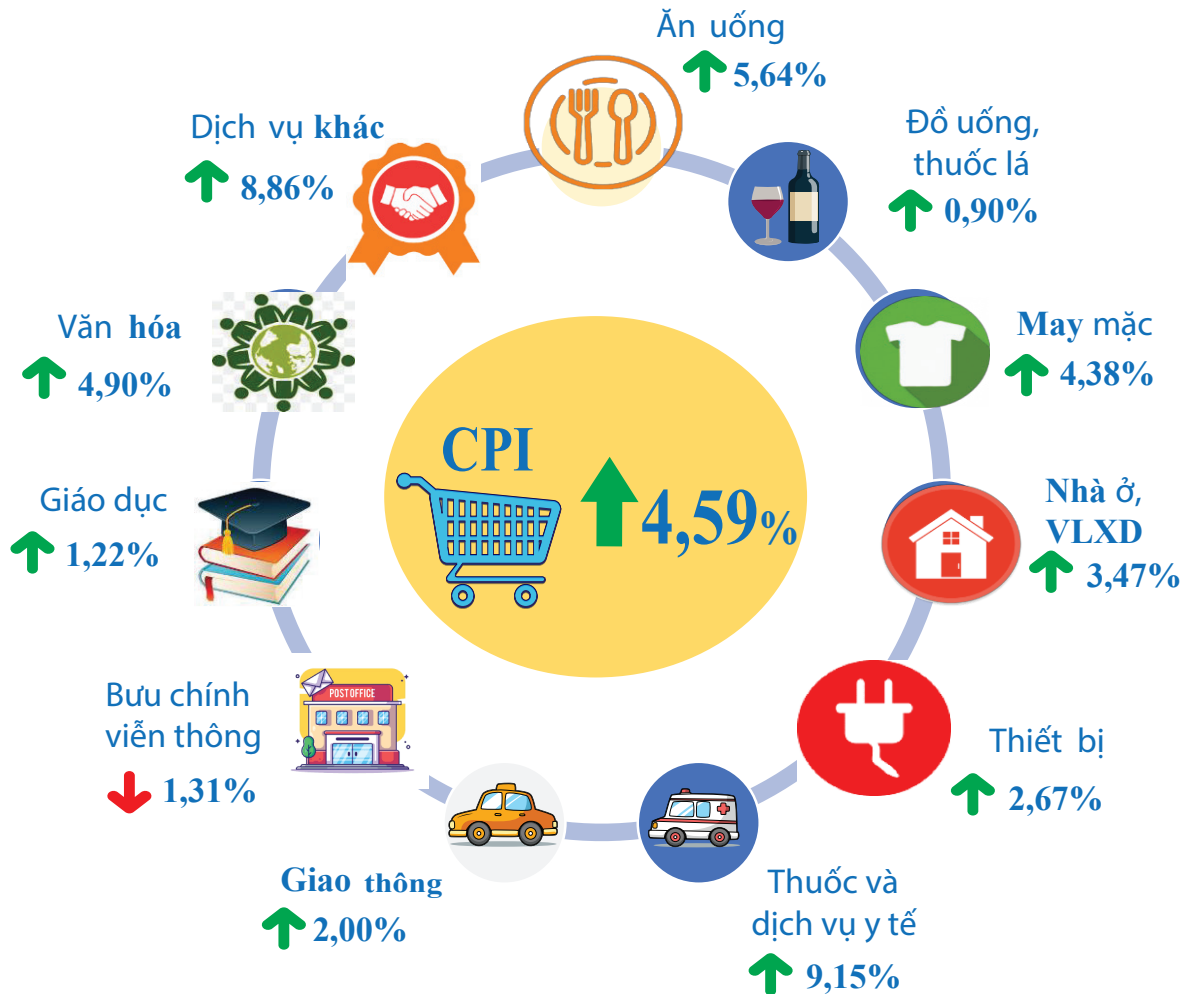 Ăn uống
5,64%
Đồ uống,
thuốc lá
0,90%
May mặc
4,38%
Nhà ở,
VLXD
3,47%
Thiết bị
2,67%
Thuốc và
dịch vụ y tế
9,15%
Giao thông
2,00%
Bưu chính
viễn thông
1,31%
POST OFFICE
Giáo dục
1,22%
Văn hóa
4,90%
Dịch vụ khác
8,86%
CPI
4,59%